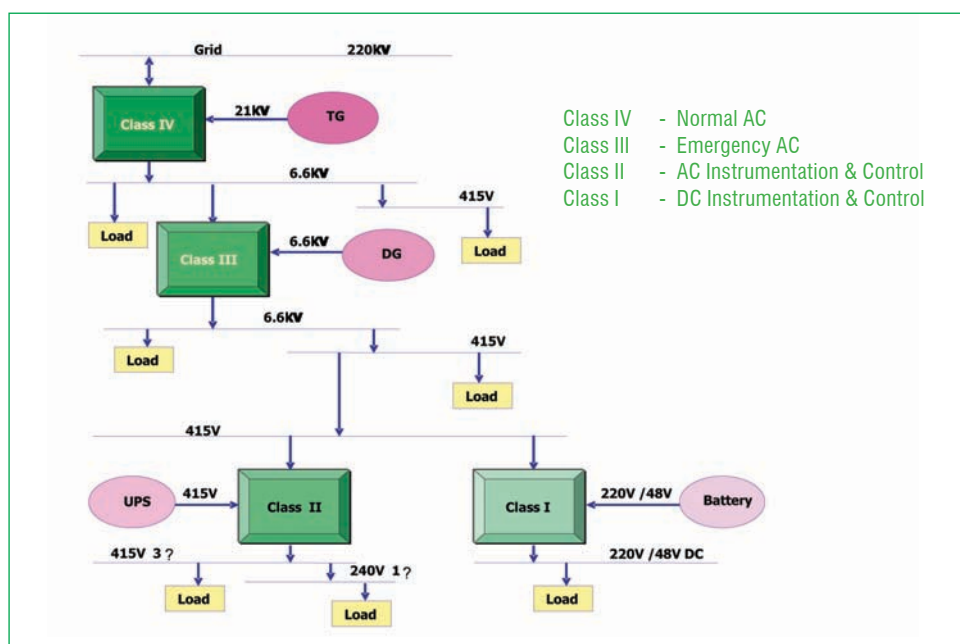 Grid 220KV
21KV
TG
Class IV
Class IV - Normal AC
Class III - Emergency AC
Class II - AC Instrumentation & Control
Class I - DC Instrumentation & Control
6.6KV
415V
Load
Load
Class III
6.6KV
DG
6.6KV
415V
Load
Load
415V
UPS
415V
Class II
Class I
220V /48V
Battery
415V 3 ?
240V 1 ?
220V /48V DC
Load
Load
Load